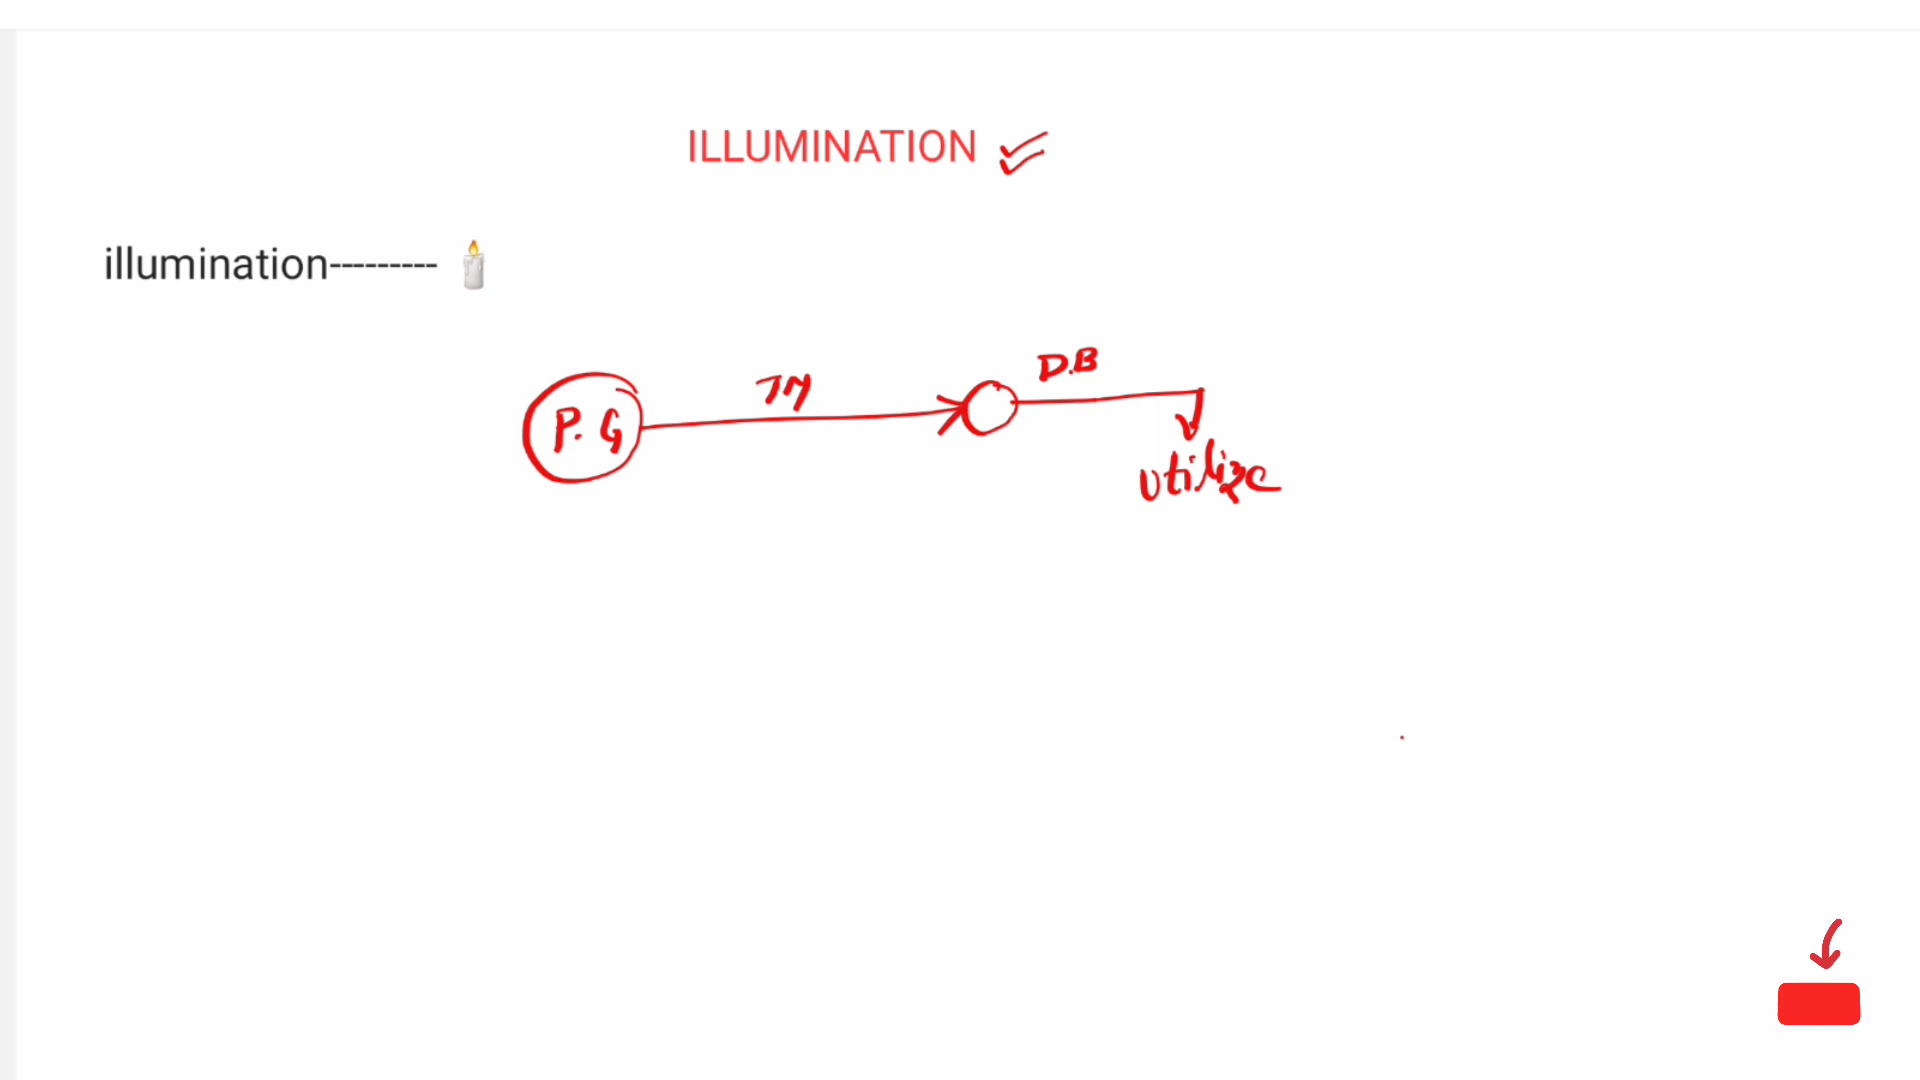 ILLUMINATION
illumination---------
D.B
P.G
utilize